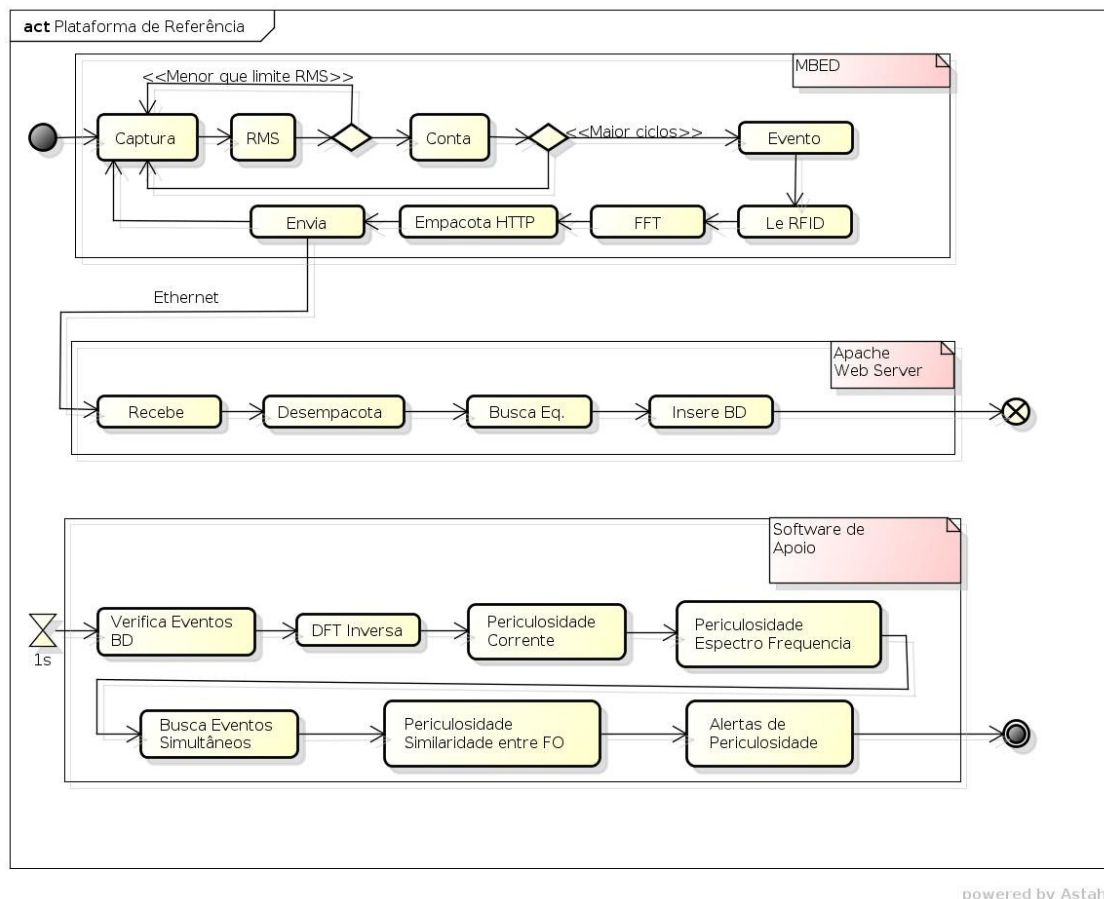 act Plataforma de Referência
MBED
<<Menor que limite RMS>>
Captura
RMS
Conta
<<Maior ciclos>>
Evento
Envia
Empacota HTTP
FFT
Le RFID
Ethernet
Apache
Web Server
Recebe
Desempacota
Busca Eq.
Insere BD
Software de
Apoio
1s
Verifica Eventos
BD
DFT Inversa
Periculosidade
Corrente
Periculosidade
Espectro Frequencia
Busca Eventos
Simultâneos
Periculosidade
Similaridade entre FO
Alertas de
Periculosidade
powered by Astah